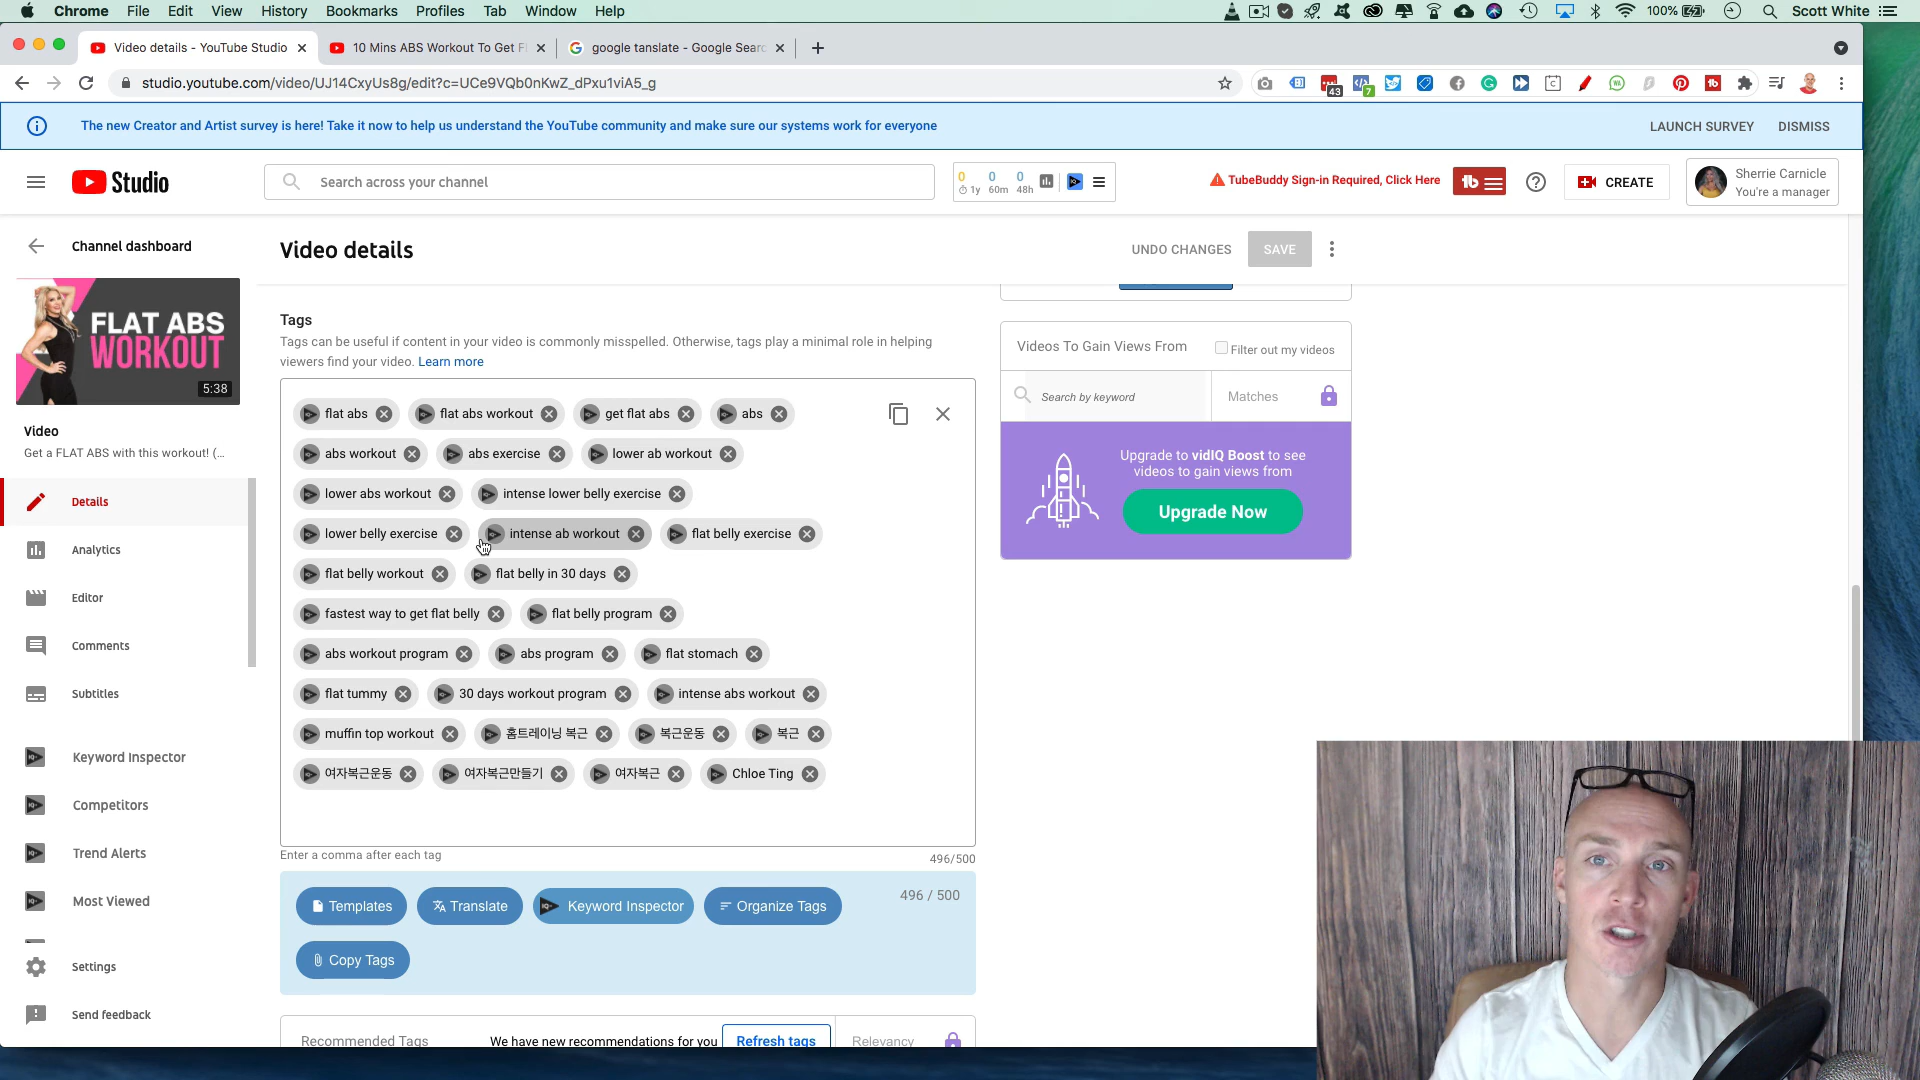 Chrome File Edit View History Bookmarks Profiles Tab Window Help 100% Scott White
Video details - YouTube Studio 10 Mins ABS Workout To Get F google tanslate - Google Searc
studio.youtube.com/video/UJ14CxyUs8g/edit?c=UCe9VQb0nKwZ_dPxu1viA5_g 43 7
The new Creator and Artist survey is here! Take it now to help us understand the YouTube community and make sure our systems work for everyone LAUNCH SURVEY DISMISS
Studio Search across your channel 0 1y 0 60m 0 48h TubeBuddy Sign-in Required, Click Here CREATE Sherrie Carnicle
You're a manager
Channel dashboard Video details UNDO CHANGES SAVE
FLAT ABS
WORKOUT
5:38
Video
Get a FLAT ABS with this workout! (...
Details
Analytics
Editor
Comments
Subtitles
Keyword Inspector
Competitors
Trend Alerts
Most Viewed
Settings
Send feedback
Tags
Tags can be useful if content in your video is commonly misspelled. Otherwise, tags play a minimal role in helping
viewers find your video. Learn more
flat abs flat abs workout get flat abs abs
abs workout abs exercise lower ab workout
lower abs workout intense lower belly exercise
lower belly exercise intense ab workout flat belly exercise
flat belly workout flat belly in 30 days
fastest way to get flat belly flat belly program
abs workout program abs program flat stomach
flat tummy 30 days workout program intense abs workout
muffin top workout 홈트레이닝 복근 복근운동 복근
여자복근운동 여자복근만들기 여자복근 Chloe Ting
Enter a comma after each tag 496/500
Templates Translate Keyword Inspector Organize Tags 496 / 500
Copy Tags
Recommended Tags We have new recommendations for you Refresh tags Relevancy
Videos To Gain Views From Filter out my videos
Search by keyword Matches
Upgrade to vidIQ Boost to see
videos to gain views from
Upgrade Now